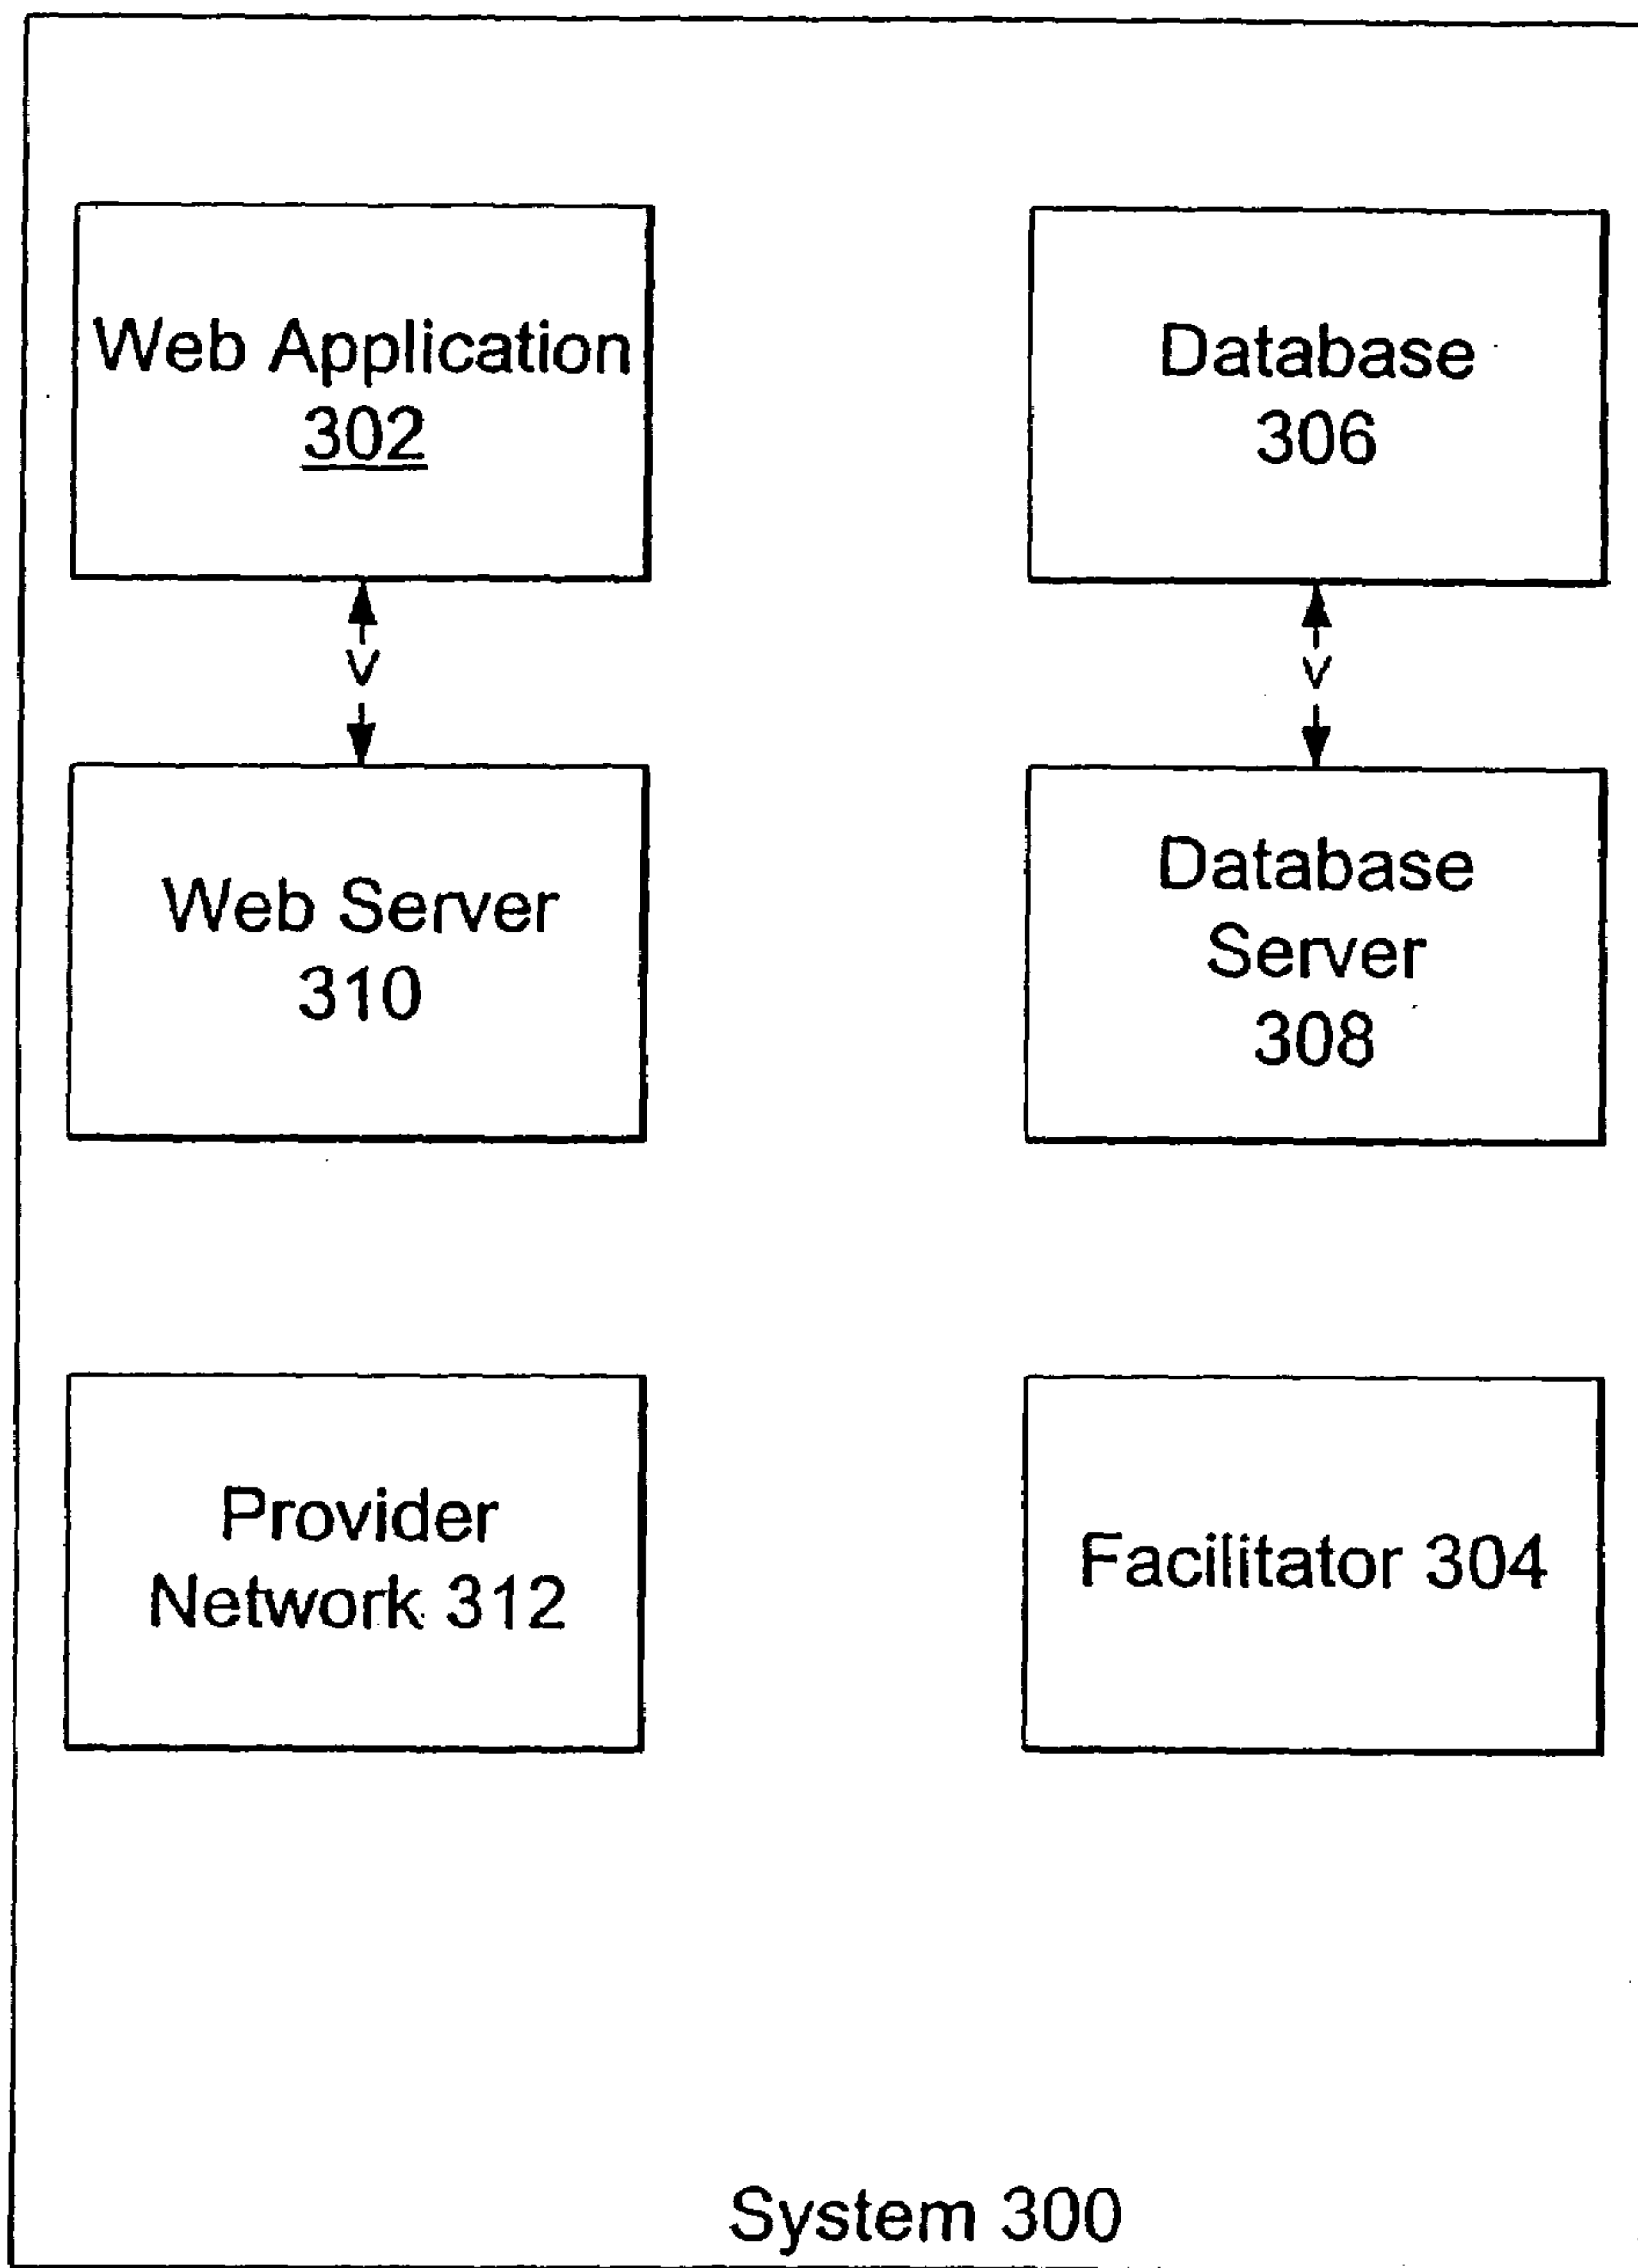 Web Application
302
Database
306
v
v
Web Server
310
Database
Server
308
Provider
Network 312
Facilitator 304
System 300